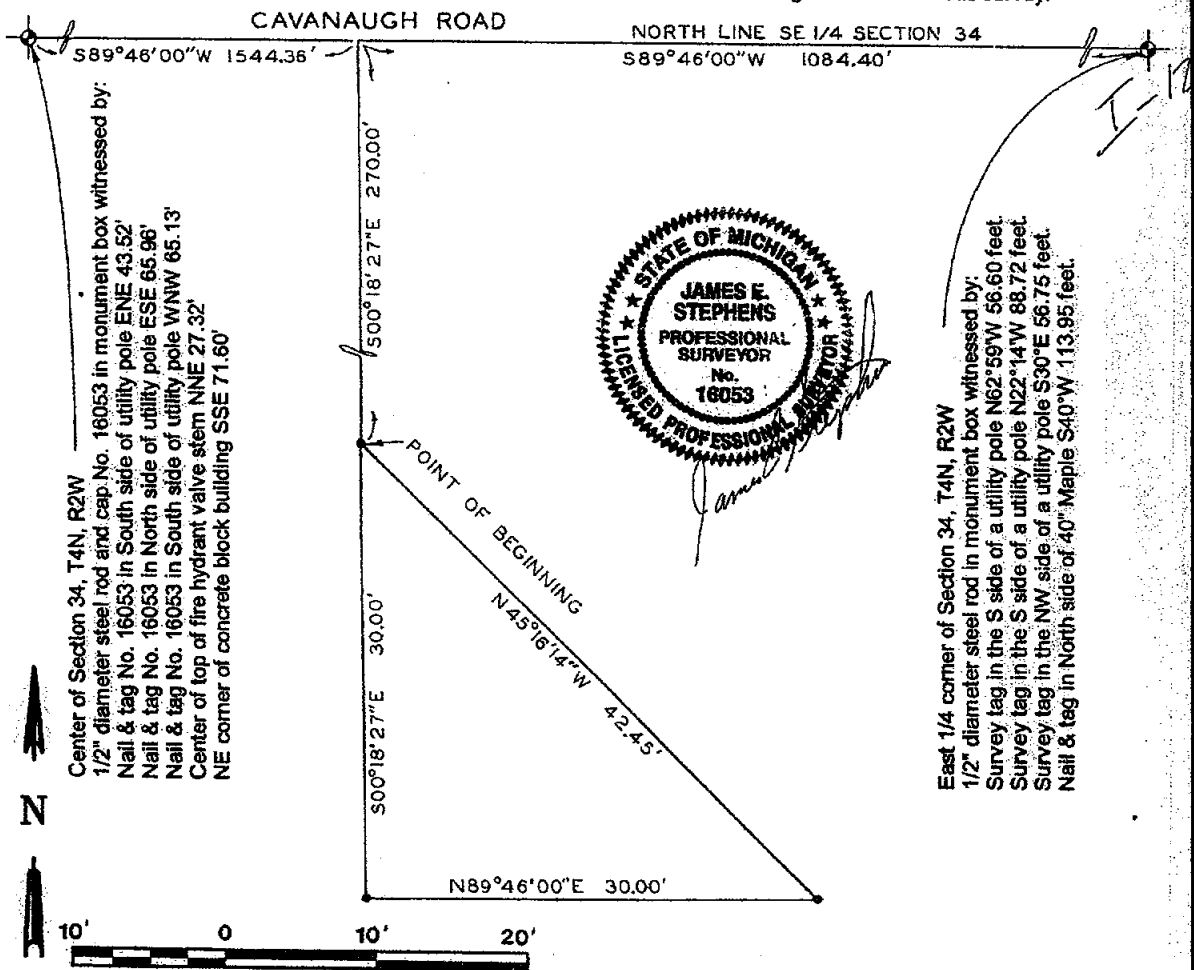 CAVANAUGH ROAD
NORTH LINE SE 1/4 SECTION 34
S89°46'00"W 1544.36'
S89°46'00"W 1084.40'
Center of Section 34, T4N, R2W
1/2" diameter steel rod and cap No. 16053 in monument box witnessed by:
Nail & tag No. 16053 in South side of utility pole ENE 43.52'
Nail & tag No. 16053 in North side of utility pole ESE 65.96'
Nail & tag No. 16053 in South side of utility pole WNW 65.13'
Center of top of fire hydrant valve stem NNE 27.32'
NE corner of concrete block building SSE 71.60'
S00°18'27"E 270.00'
STATE OF MICHIGAN
JAMES E.
STEPHENS
PROFESSIONAL
SURVEYOR
No.
16053
LICENSED PROFESSIONAL SURVEYOR
POINT OF BEGINNING
N45°16'14"W 42.45'
S00°18'27"E 30.00'
N89°46'00"E 30.00'
East 1/4 corner of Section 34, T4N, R2W
1/2" diameter steel rod in monument box witnessed by:
Survey tag in the S side of a utility pole N62°59'W 56.60 feet.
Survey tag in the S side of a utility pole N22°14'W 88.72 feet.
Survey tag in the NW side of a utility pole S30°E 56.75 feet.
Nail & tag in North side of 40" Maple S40°W 113.95 feet.
N
10' 0 10' 20'